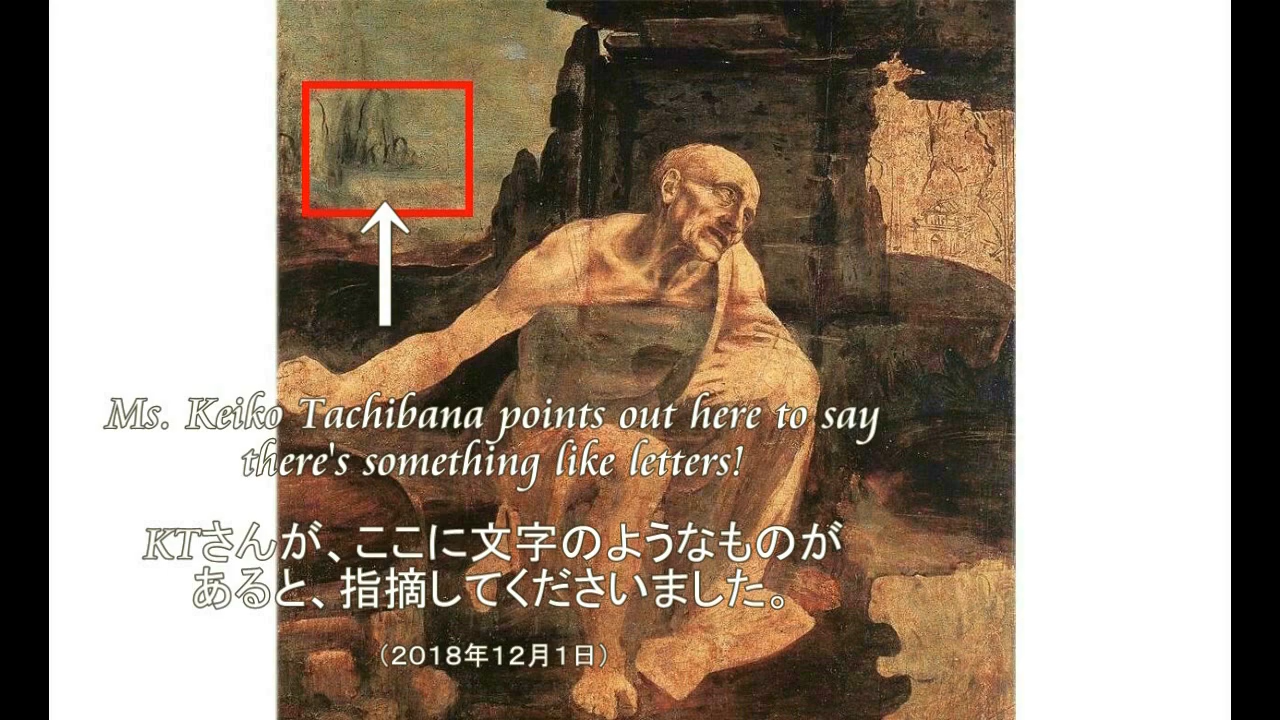 Ms. Keiko Tachibana points out here to say
there's something like letters!
KTさんが、ここに文字のようなものが
あると、指摘してくださいました。
（2018年12月1日）